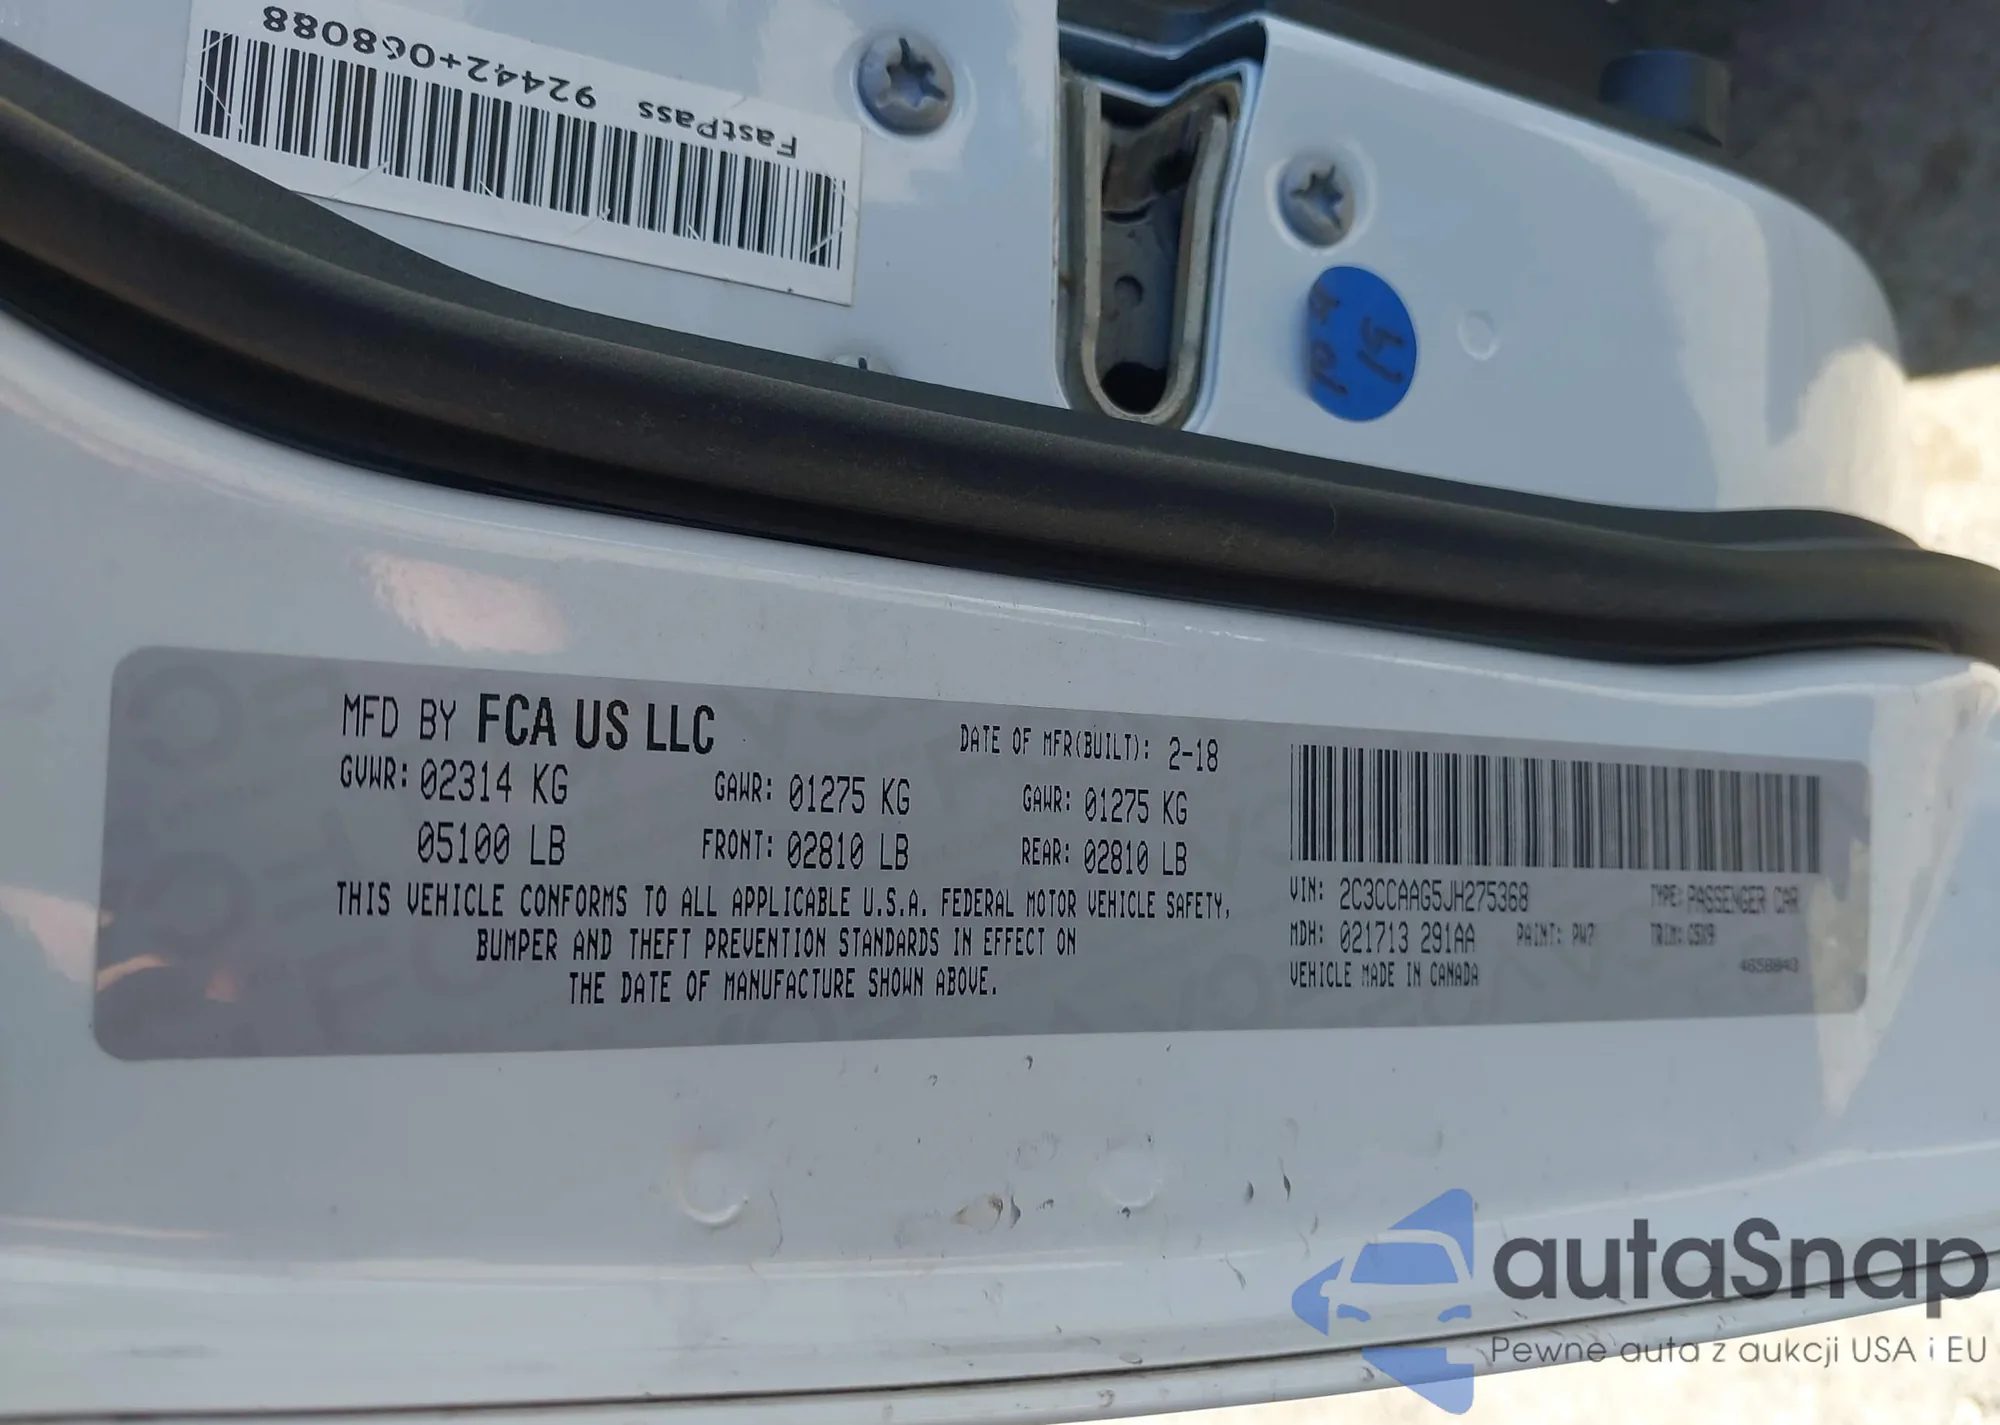 FastPass 92442+068088
MFD BY FCA US LLC
DATE OF MFR(BUILT): 2-18
GVWR: 02314 KG GAWR: 01275 KG GAWR: 01275 KG
05100 LB FRONT: 02810 LB REAR: 02810 LB
THIS VEHICLE CONFORMS TO ALL APPLICABLE U.S.A. FEDERAL MOTOR VEHICLE SAFETY,
BUMPER AND THEFT PREVENTION STANDARDS IN EFFECT ON
THE DATE OF MANUFACTURE SHOWN ABOVE.
VIN: 2C3CCAAG5JH275368 TYPE: PASSENGER CAR
MDH: 021713 291AA PAINT: PW7 TRIM:
VEHICLE MADE IN CANADA
autaSnap
Pewne auta z aukcji USA i EU